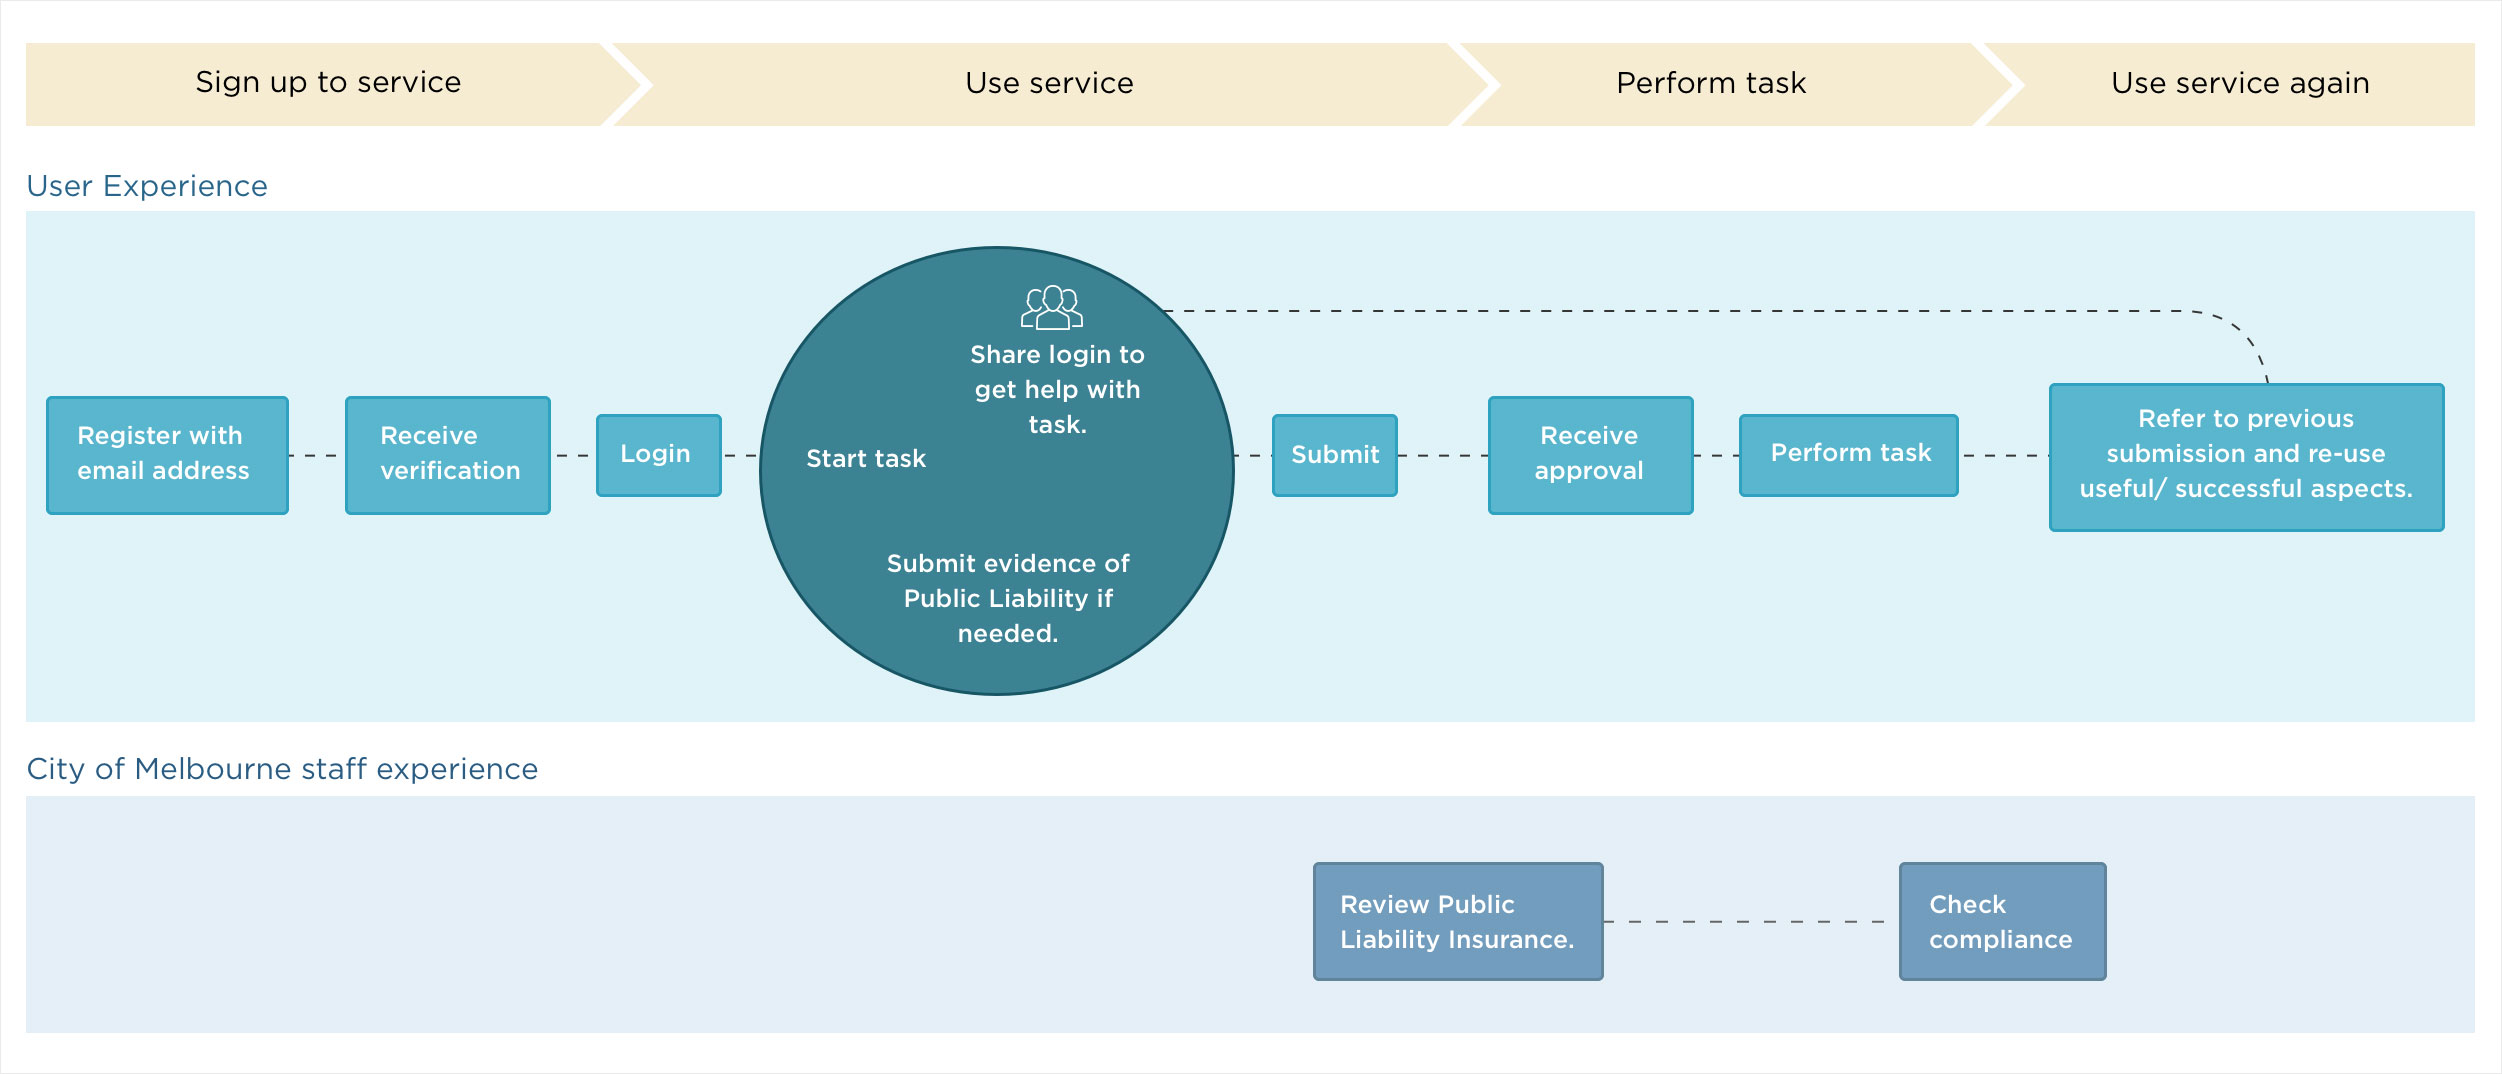 Sign up to service
Use service
Perform task
Use service again
User Experience
Register with
email address
Receive
verification
Login
Start task
Share login to
get help with
task.
Submit evidence of
Public Liability if
needed.
Submit
Receive
approval
Perform task
Refer to previous
submission and re-use
useful/ successful aspects.
City of Melbourne staff experience
Review Public
Liability Insurance.
Check
compliance